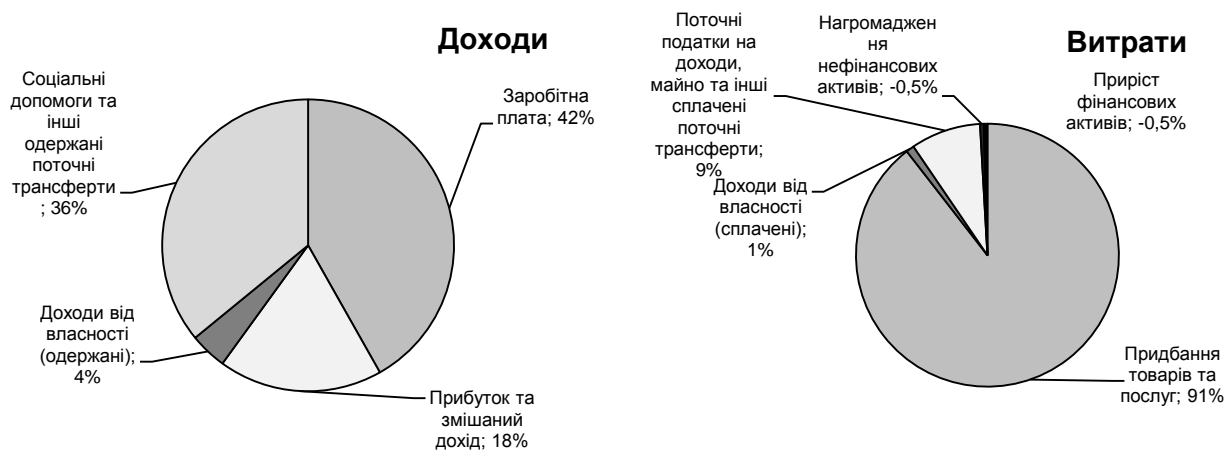 Доходи
Соціальні
допомоги та
інші
одержані
поточні
трансферти
; 36%
Заробітна
плата; 42%
Доходи від
власності
(одержані);
4%
Прибуток та
змішаний
дохід; 18%
Витрати
Поточні
податки на
доходи,
майно та інші
сплачені
поточні
трансферти;
9%
Нагромаджен
ня
нефінансових
активів; -0,5%
Приріст
фінансових
активів; -0,5%
Доходи від
власності
(сплачені);
1%
Придбання
товарів та
послуг; 91%